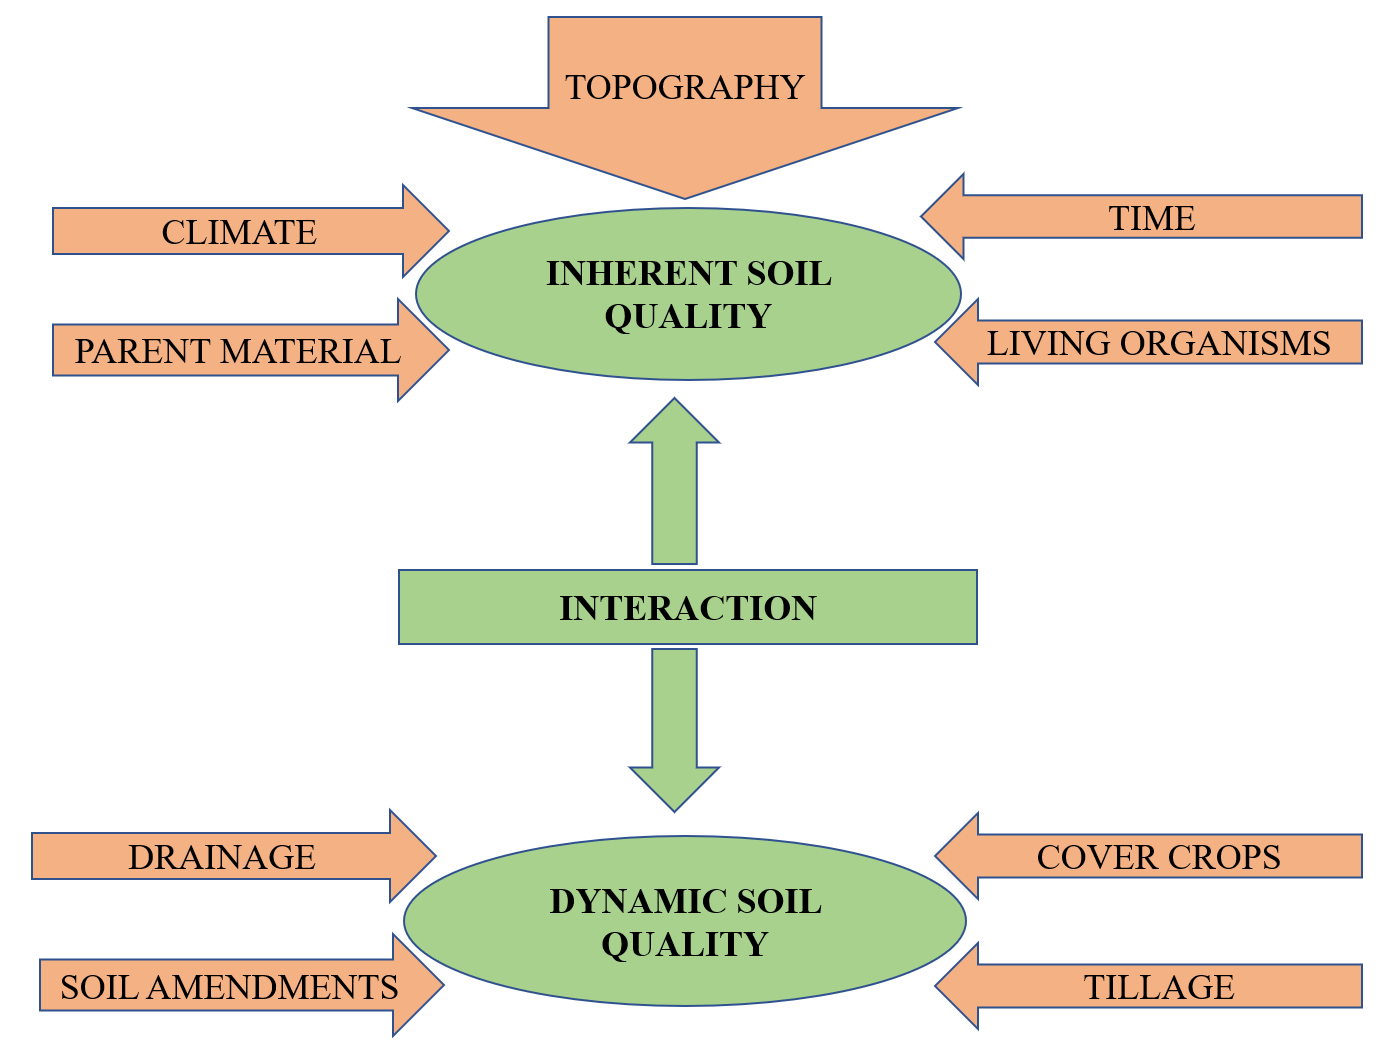 TOPOGRAPHY
CLIMATE
TIME
INHERENT SOIL
QUALITY
PARENT MATERIAL
LIVING ORGANISMS
INTERACTION
DRAINAGE
COVER CROPS
DYNAMIC SOIL
QUALITY
SOIL AMENDMENTS
TILLAGE